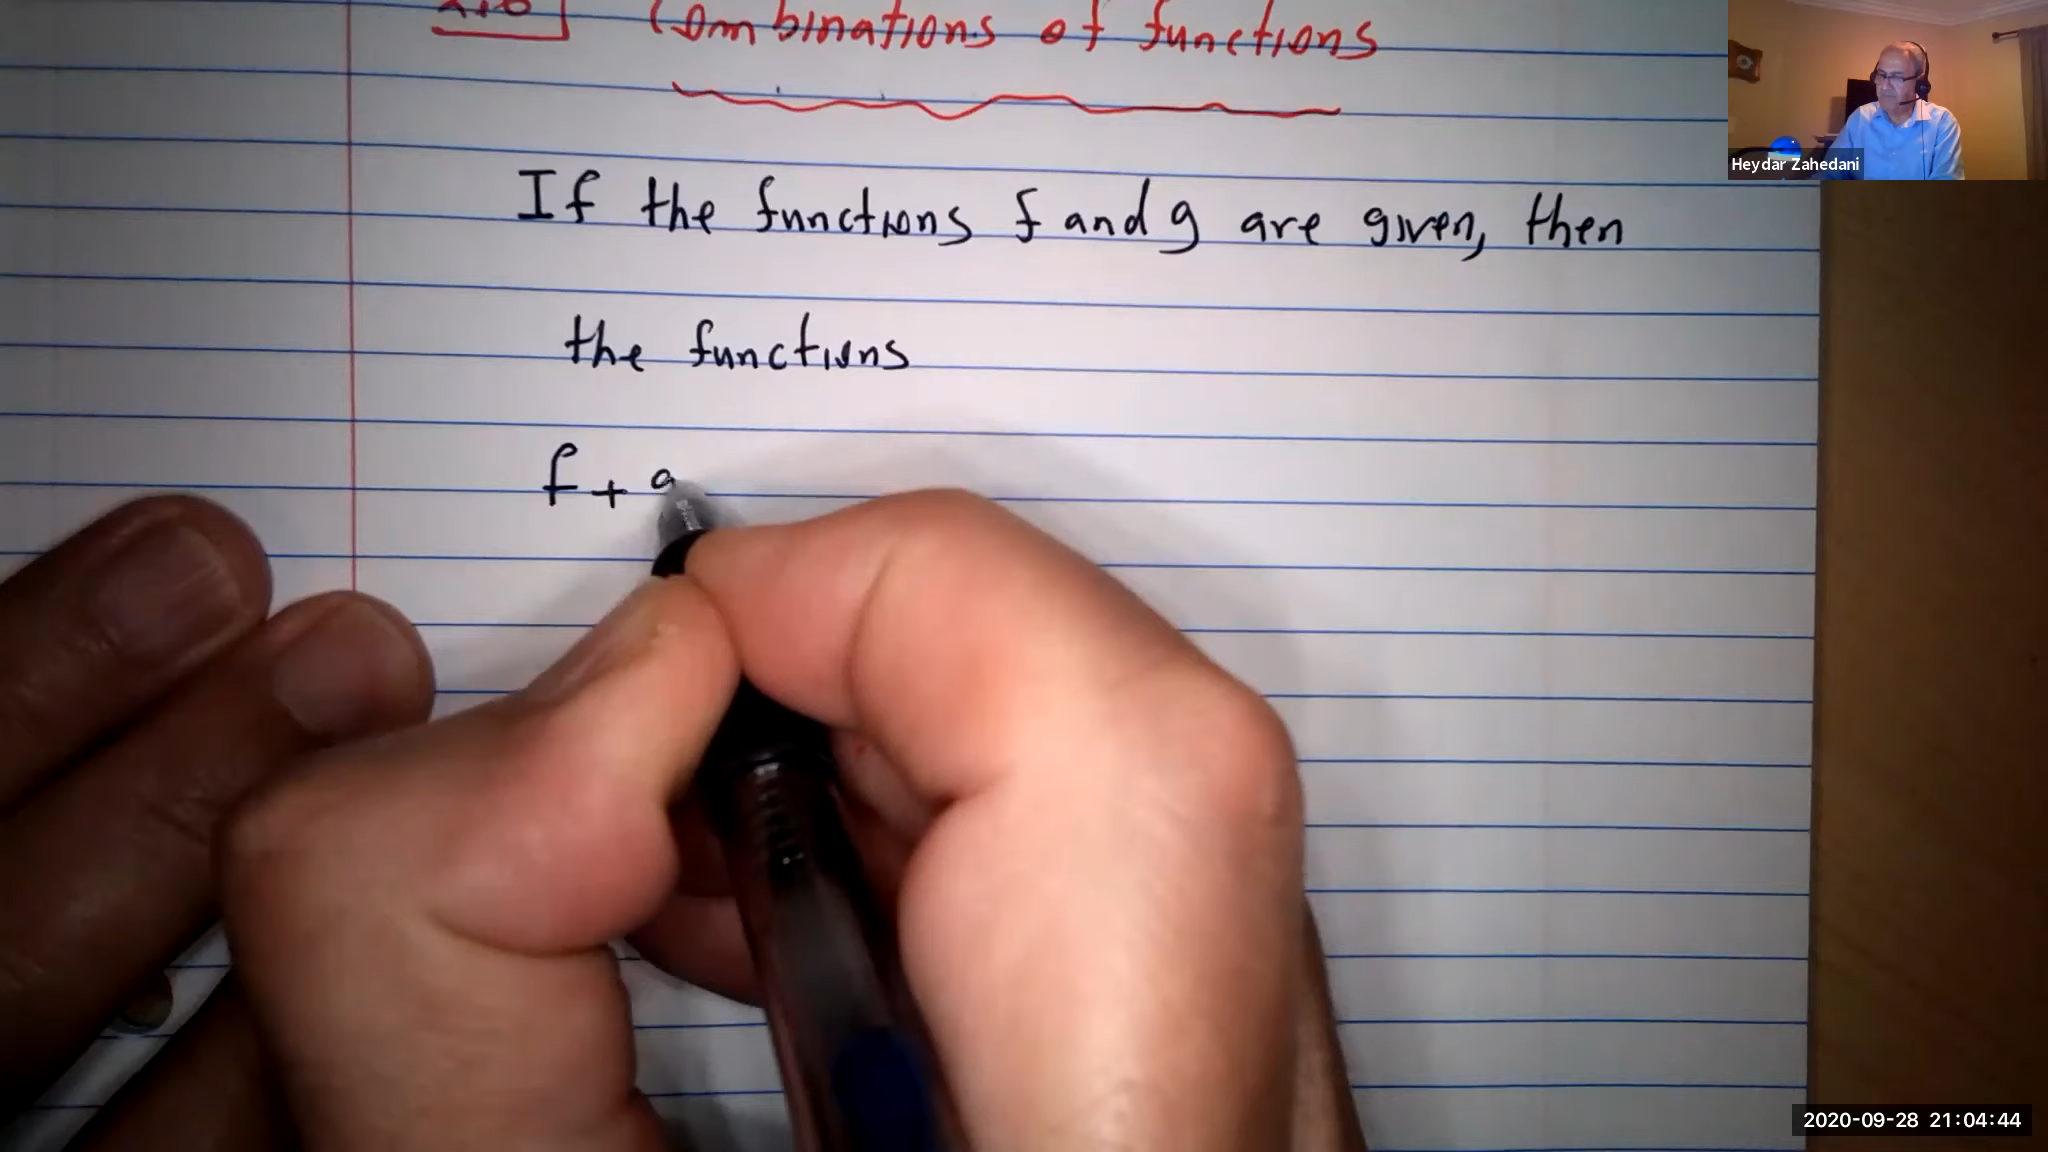 Combinations of functions
Heydar Zahedani
If the functions f and g are given, then
the functions
f + g
2020-09-28 21:04:44